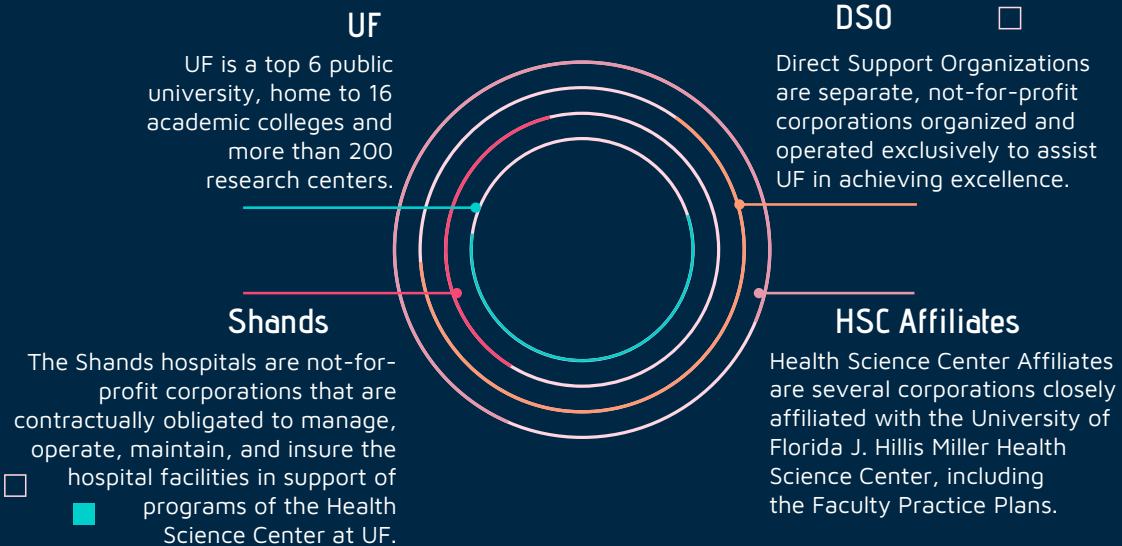 UF
UF is a top 6 public
university, home to 16
academic colleges and
more than 200
research centers.
DSO
Direct Support Organizations
are separate, not-for-profit
corporations organized and
operated exclusively to assist
UF in achieving excellence.
Shands
The Shands hospitals are not-for-
profit corporations that are
contractually obligated to manage,
operate, maintain, and insure the
hospital facilities in support of
programs of the Health
Science Center at UF.
HSC Affiliates
Health Science Center Affiliates
are several corporations closely
affiliated with the University of
Florida J. Hillis Miller Health
Science Center, including
the Faculty Practice Plans.